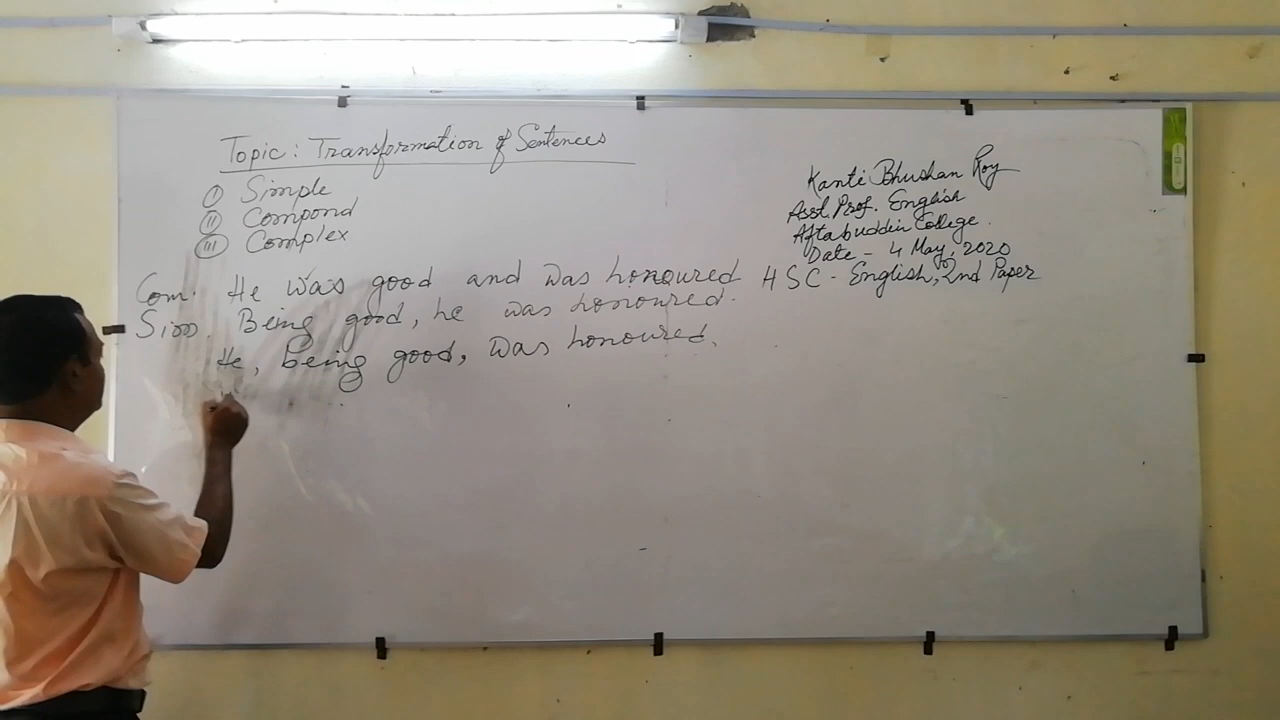 Topic: Transformation of Sentences
(i) Simple
(ii) Compond
(iii) Complex
Kanti Bhushan Roy
Asst. Prof. English
Aftabuddin College.
Date - 4 May, 2020
HSC - English, 2nd Paper
Com. He was good and was honoured
Sim. Being good, he was honoured.
He, being good, was honoured.